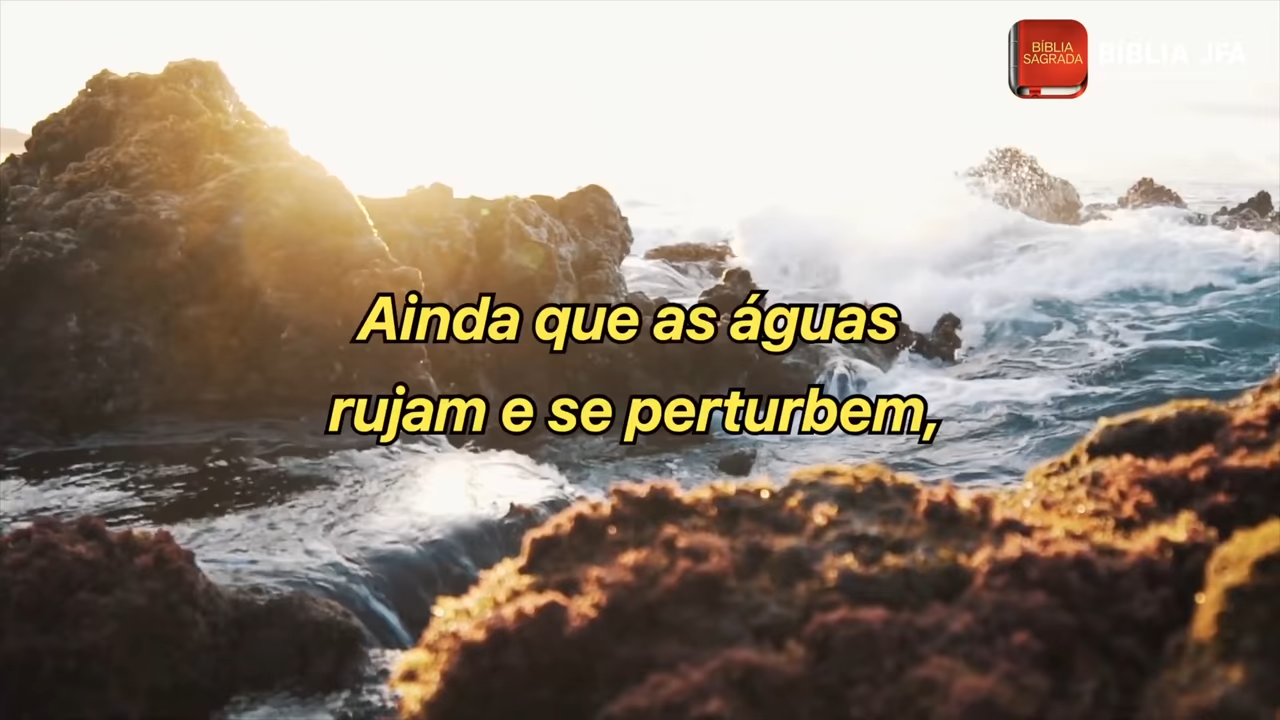 BÍBLIA
SAGRADA
BÍBLIA JFA
Ainda que as águas
rujam e se perturbem,